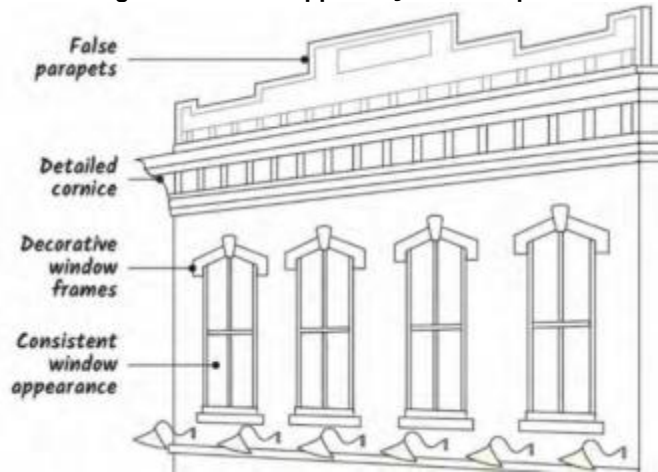 False
parapets
Detailed
cornice
Decorative
window
frames
Consistent
window
appearance